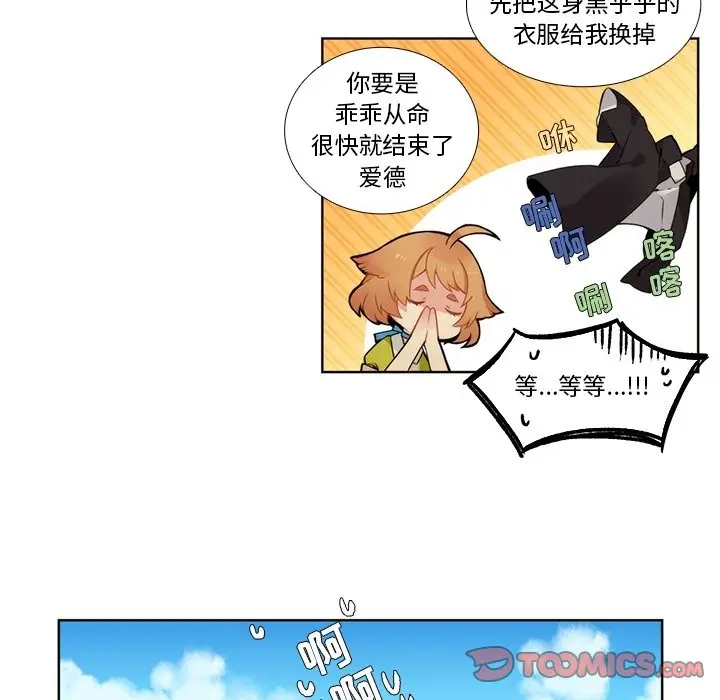 先把这身黑乎乎的
衣服给我换掉
你要是
乖乖从命
很快就结束了
爱德
咻
唰
啊
唰
喀
喀
等...等等...!!!
啊
啊
TOOMICS.COM